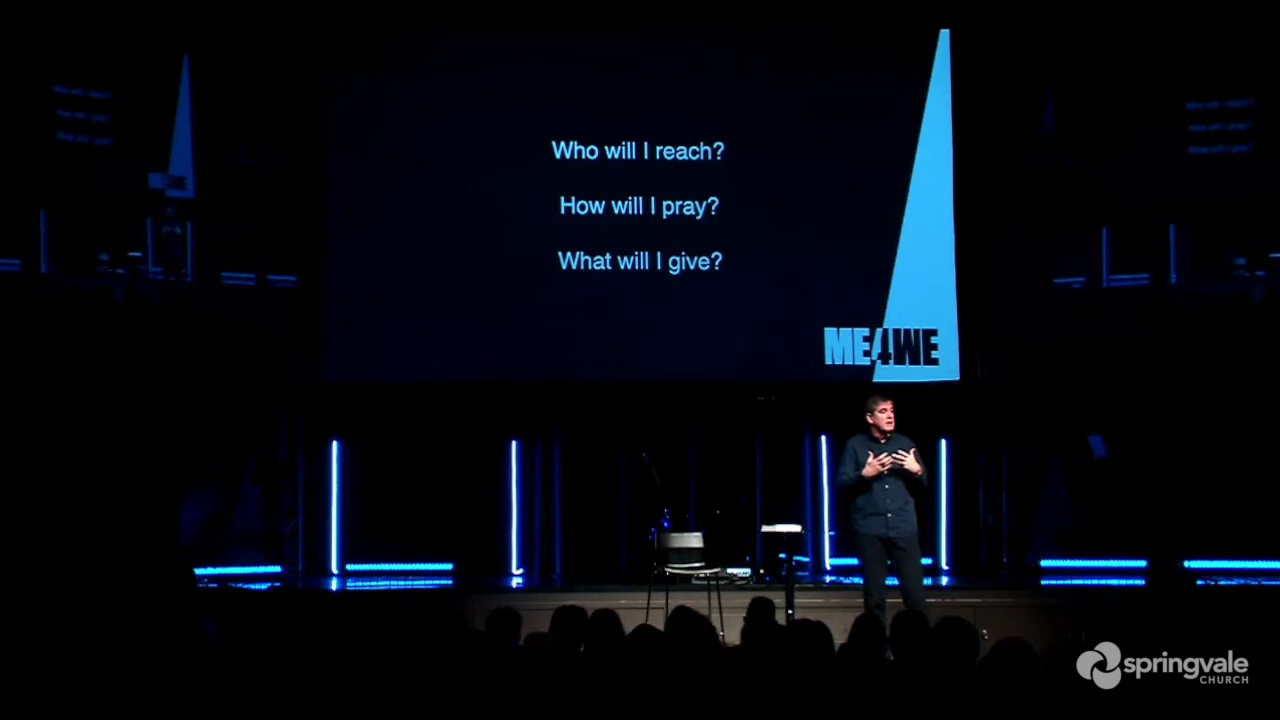 Who will I reach?
How will I pray?
What will I give?
ME4WE
springvale
CHURCH